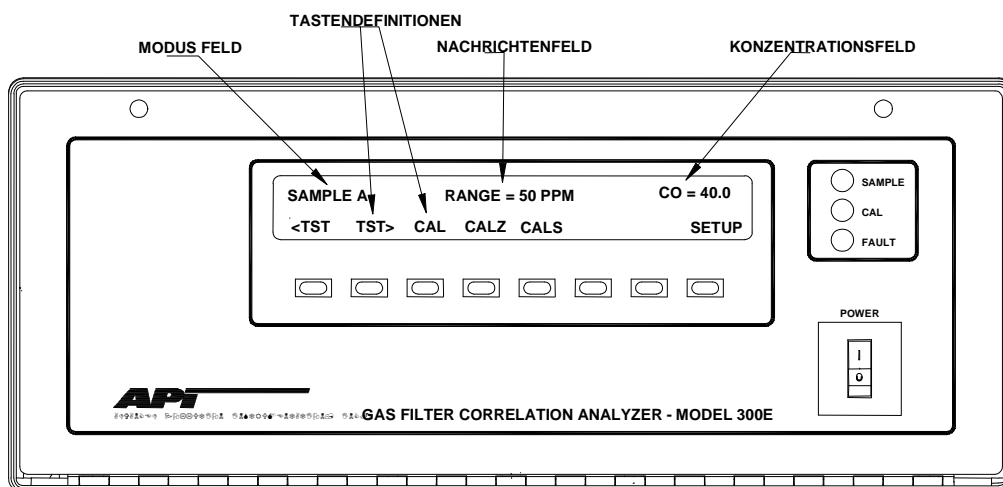 TASTENDEFINITIONEN
MODUS FELD
NACHRICHTENFELD
KONZENTRATIONSFELD
SAMPLE A
RANGE = 50 PPM
CO = 40.0
<TST TST> CAL CALZ CALS SETUP
SAMPLE
CAL
FAULT
POWER
I
0
API
GAS FILTER CORRELATION ANALYZER - MODEL 300E